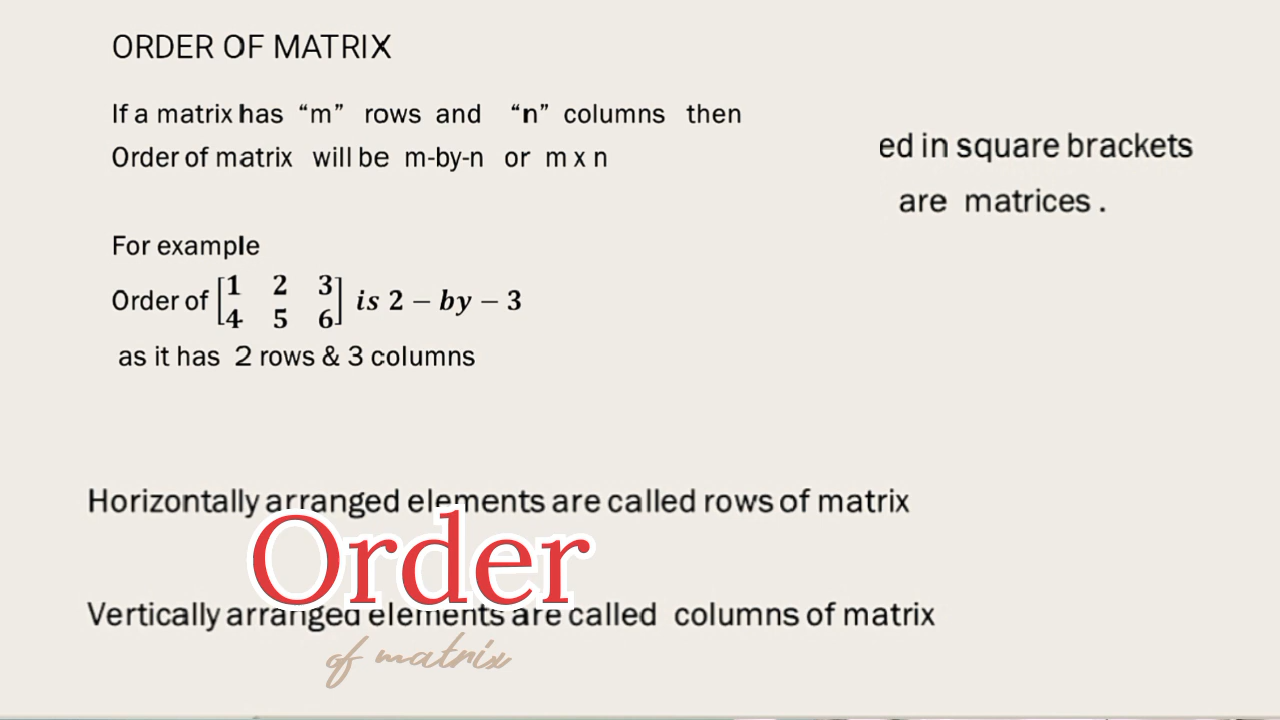 ORDER OF MATRIX
If a matrix has “m” rows and “n” columns then
Order of matrix will be m-by-n or m x n
ed in square brackets
are matrices .
For example
Order of [1 2 3
4 5 6] is 2 – by – 3
as it has 2 rows & 3 columns
Horizontally arranged elements are called rows of matrix
Order
Vertically arranged elements are called columns of matrix
of matrix